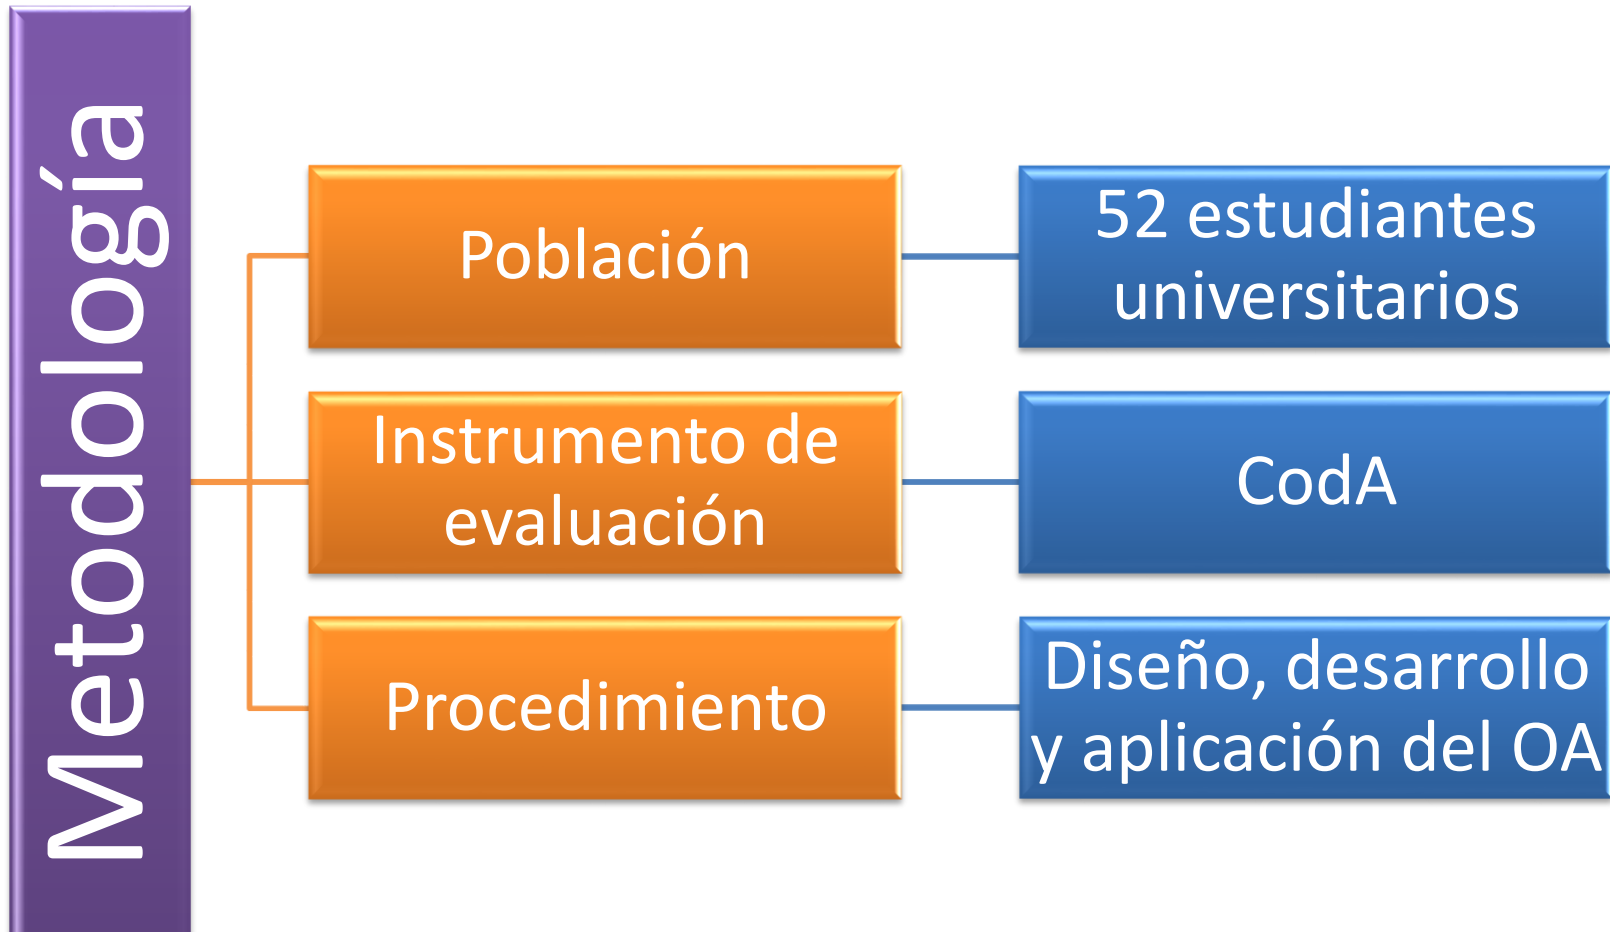 Metodología
Población
52 estudiantes
universitarios
Instrumento de
evaluación
CodA
Procedimiento
Diseño, desarrollo
y aplicación del OA